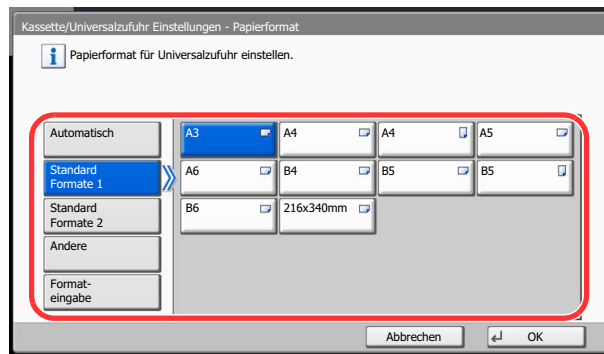 Kassette/Universalzufuhr Einstellungen - Papierformat
Papierformat für Universalzufuhr einstellen.
Automatisch
Standard
Formate 1
Standard
Formate 2
Andere
Format-
eingabe
A3
A4
A4
A5
A6
B4
B5
B5
B6
216x340mm
Abbrechen
OK